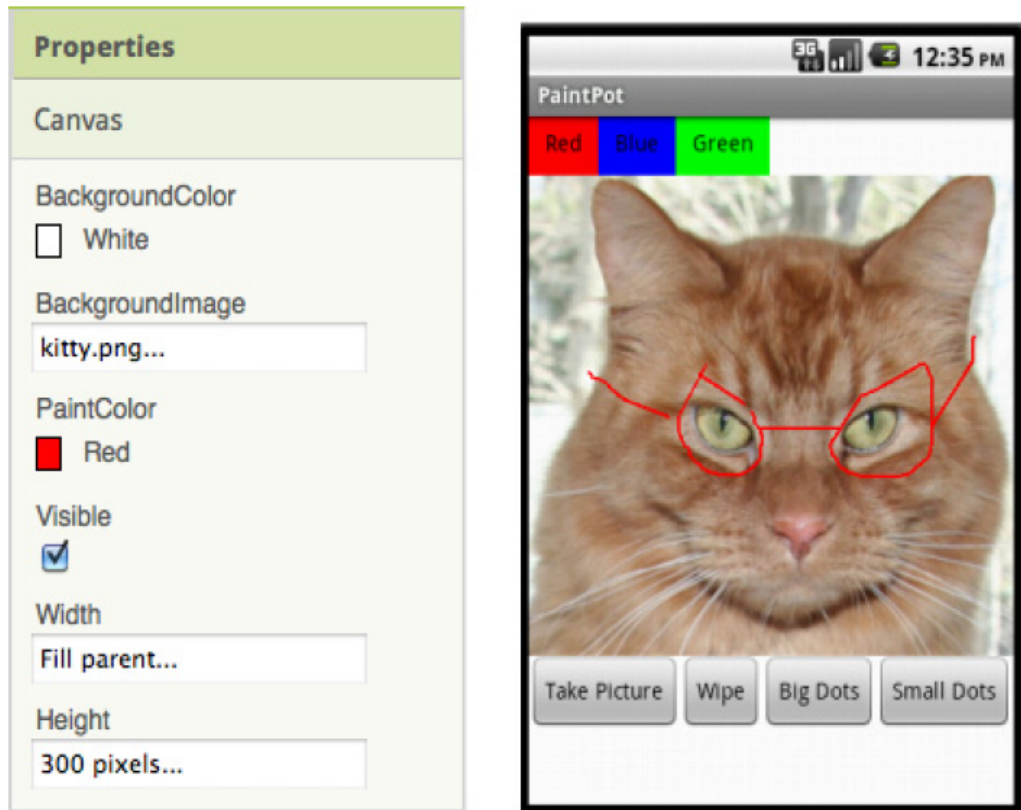 Properties
Canvas
BackgroundColor
White
BackgroundImage
kitty.png...
PaintColor
Red
Visible
Width
Fill parent...
Height
300 pixels...
3G 12:35 PM
PaintPot
Red Blue Green
Take Picture Wipe Big Dots Small Dots